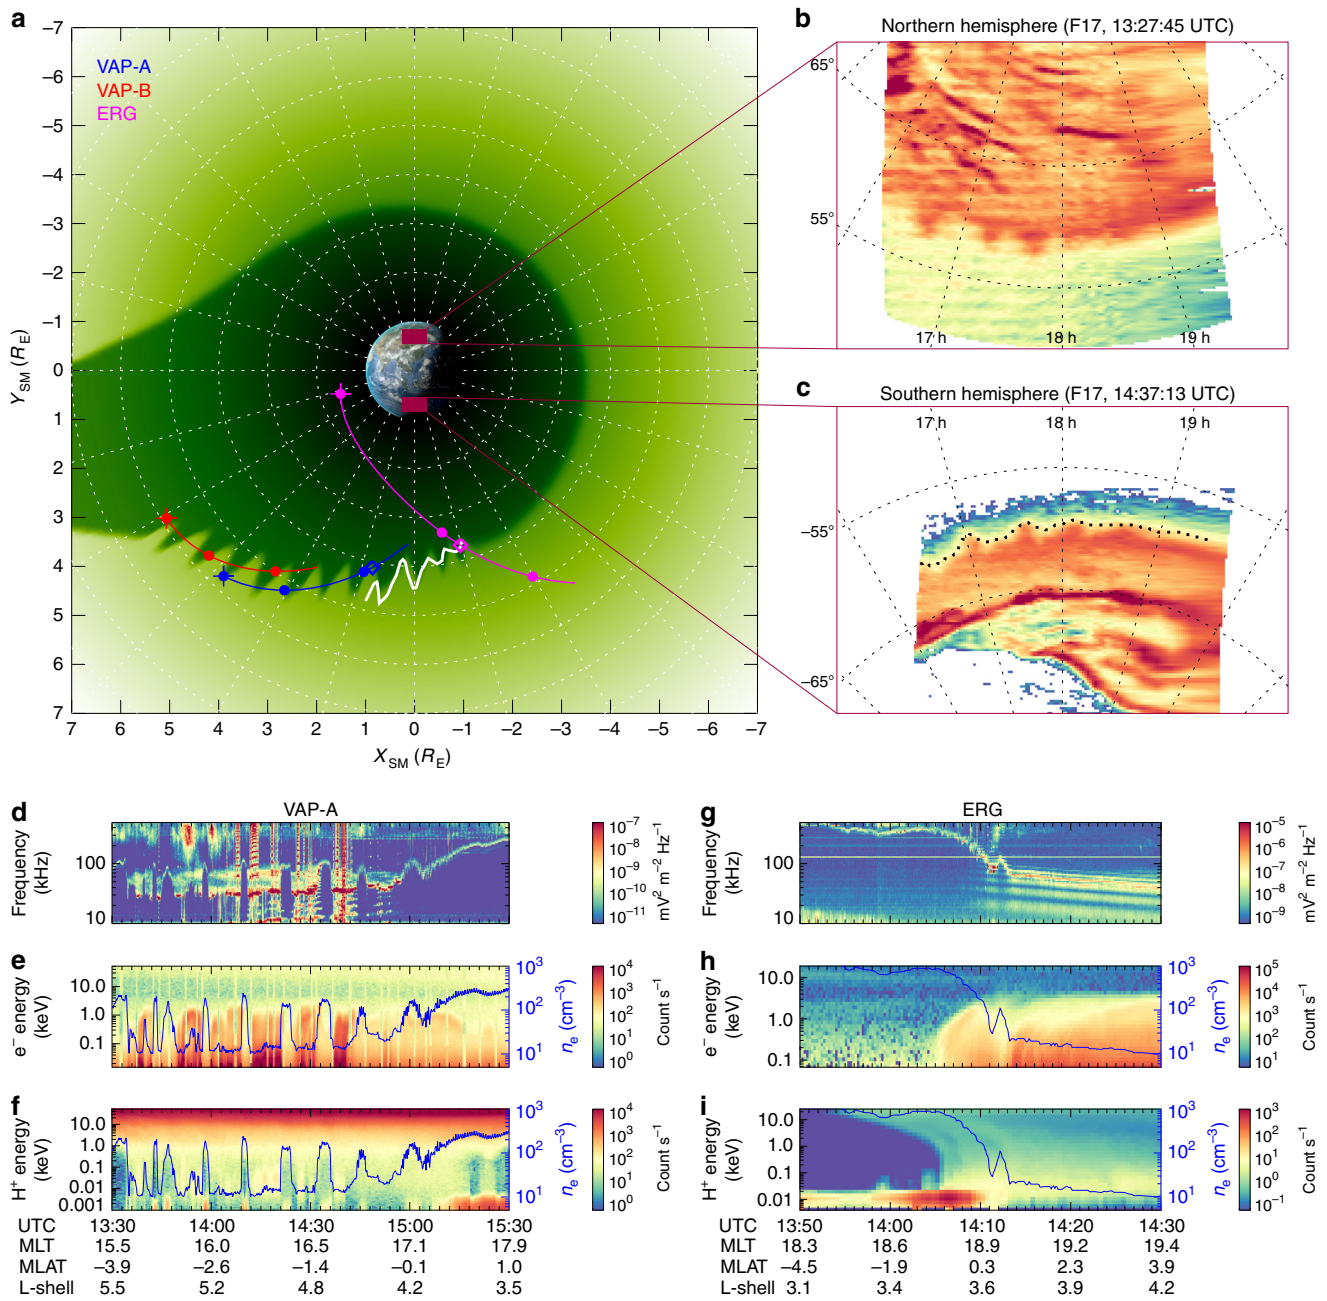 a
−7
−6
−5
−4
−3
−2
−1
0
1
2
3
4
5
6
7
Y_SM (R_E)
VAP-A
VAP-B
ERG
7 6 5 4 3 2 1 0 −1 −2 −3 −4 −5 −6 −7
X_SM (R_E)
b
Northern hemisphere (F17, 13:27:45 UTC)
65°
65°
55°
17 h 18 h 19 h
c
Southern hemisphere (F17, 14:37:13 UTC)
17 h 18 h 19 h
−55°
−65°
d
VAP-A
Frequency
(kHz)
100
10
10⁻⁷
10⁻⁸
10⁻⁹
10⁻¹⁰
10⁻¹¹
mV² m⁻² Hz⁻¹
e
e⁻ energy
(keV)
10.0
1.0
0.1
10³
10²
10¹
n_e (cm⁻³)
10⁴
10³
10²
10¹
10⁰
Count s⁻¹
f
H⁺ energy
(keV)
10.0
1.0
0.1
0.01
0.001
10³
10²
10¹
n_e (cm⁻³)
10⁴
10³
10²
10¹
10⁰
Count s⁻¹
UTC 13:30 14:00 14:30 15:00 15:30
MLT 15.5 16.0 16.5 17.1 17.9
MLAT −3.9 −2.6 −1.4 −0.1 1.0
L-shell 5.5 5.2 4.8 4.2 3.5
g
ERG
Frequency
(kHz)
100
10
10⁻⁵
10⁻⁶
10⁻⁷
10⁻⁸
10⁻⁹
mV² m⁻² Hz⁻¹
h
e⁻ energy
(keV)
10.0
1.0
0.1
10³
10²
10¹
n_e (cm⁻³)
10⁵
10⁴
10³
10²
10¹
Count s⁻¹
i
H⁺ energy
(keV)
10.0
1.0
0.1
0.01
10³
10²
10¹
n_e (cm⁻³)
10³
10²
10¹
10⁰
10⁻¹
Count s⁻¹
UTC 13:50 14:00 14:10 14:20 14:30
MLT 18.3 18.6 18.9 19.2 19.4
MLAT −4.5 −1.9 0.3 2.3 3.9
L-shell 3.1 3.4 3.6 3.9 4.2